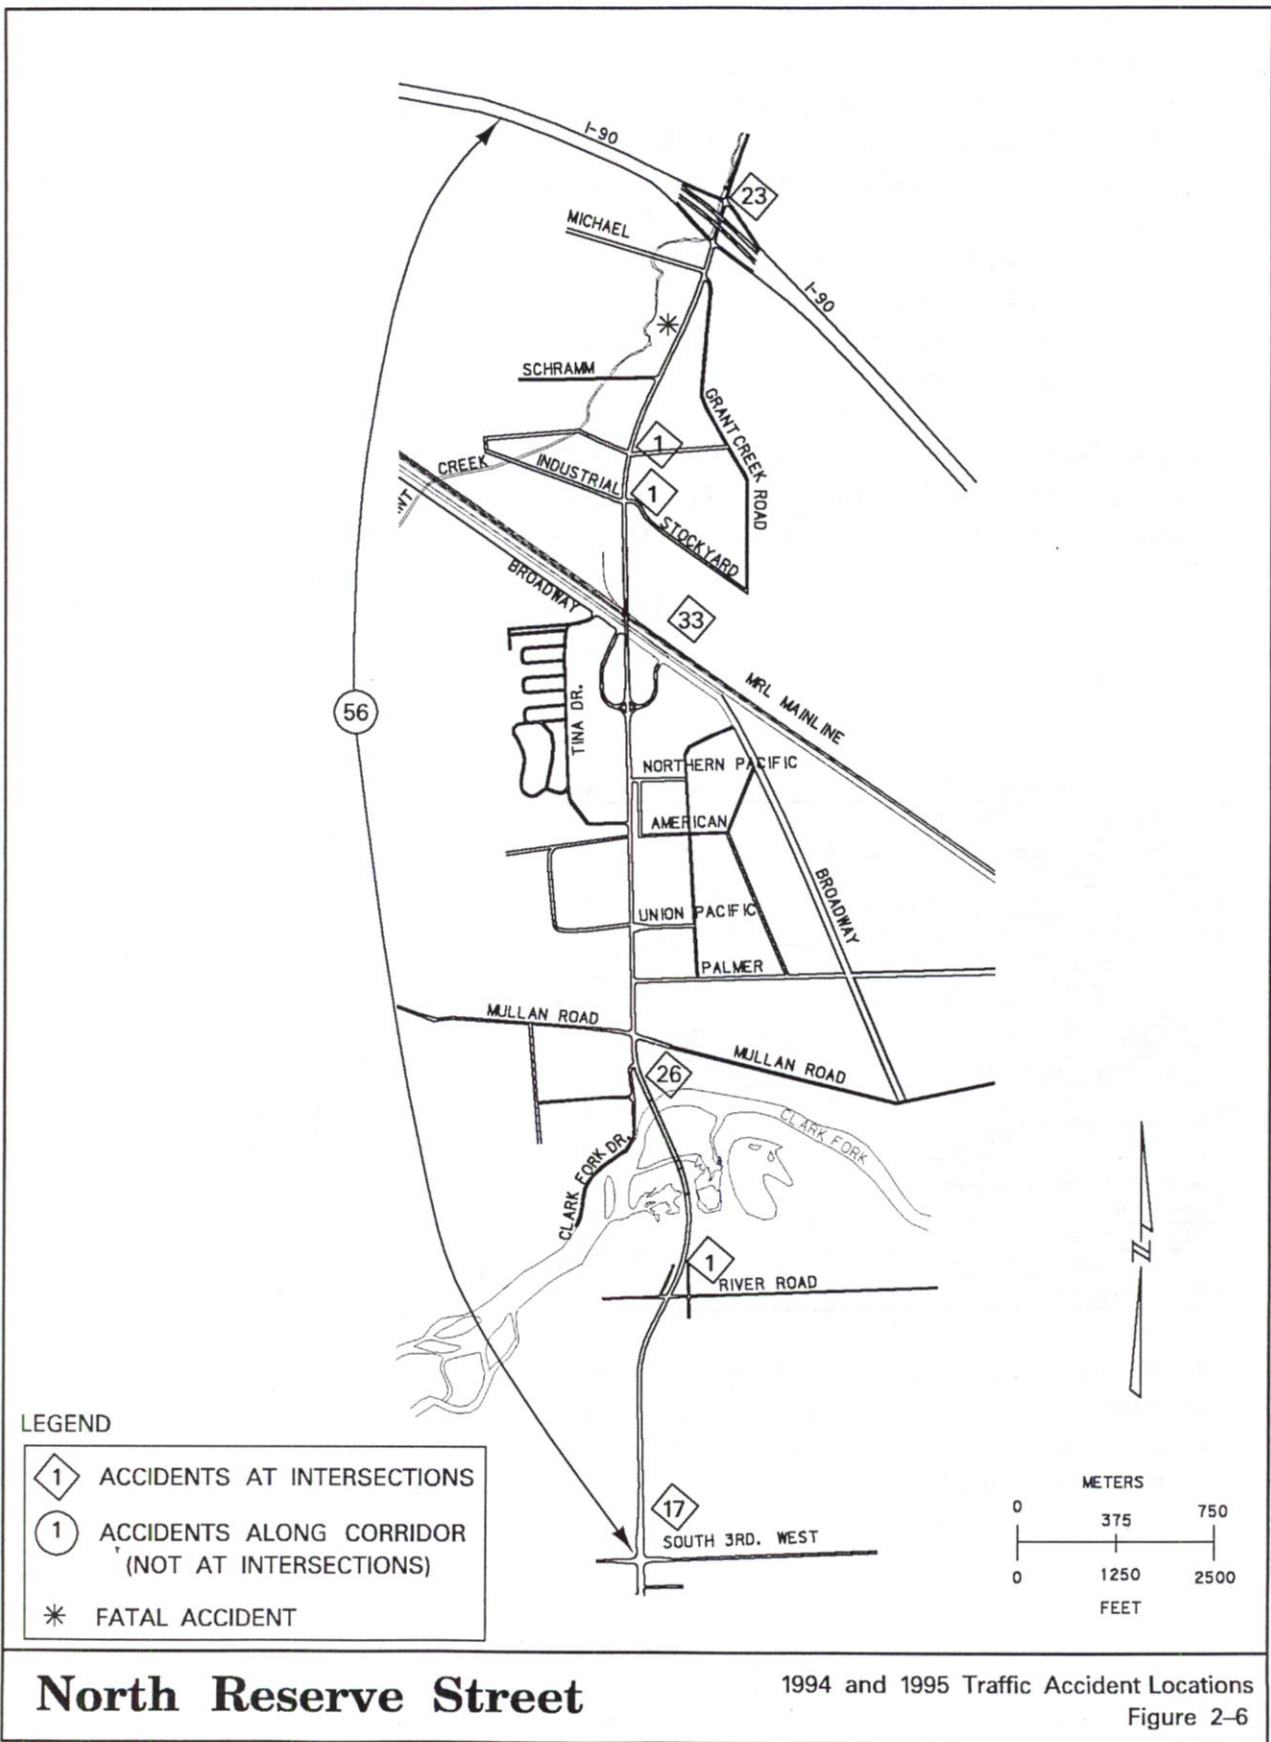 I-90
23
MICHAEL
I-90
SCHRAMM
GRANT CREEK ROAD
1
CREEK
INDUSTRIAL
1
STOCKYARD
BROADWAY
33
MRL MAINLINE
56
TINA DR.
NORTHERN PACIFIC
AMERICAN
BROADWAY
UNION PACIFIC
PALMER
MULLAN ROAD
MULLAN ROAD
26
CLARK FORK
CLARK FORK DR.
N
1
RIVER ROAD
17
SOUTH 3RD. WEST
LEGEND
1 ACCIDENTS AT INTERSECTIONS
1 ACCIDENTS ALONG CORRIDOR
(NOT AT INTERSECTIONS)
FATAL ACCIDENT
METERS
0 375 750
0 1250 2500
FEET
North Reserve Street
1994 and 1995 Traffic Accident Locations
Figure 2-6